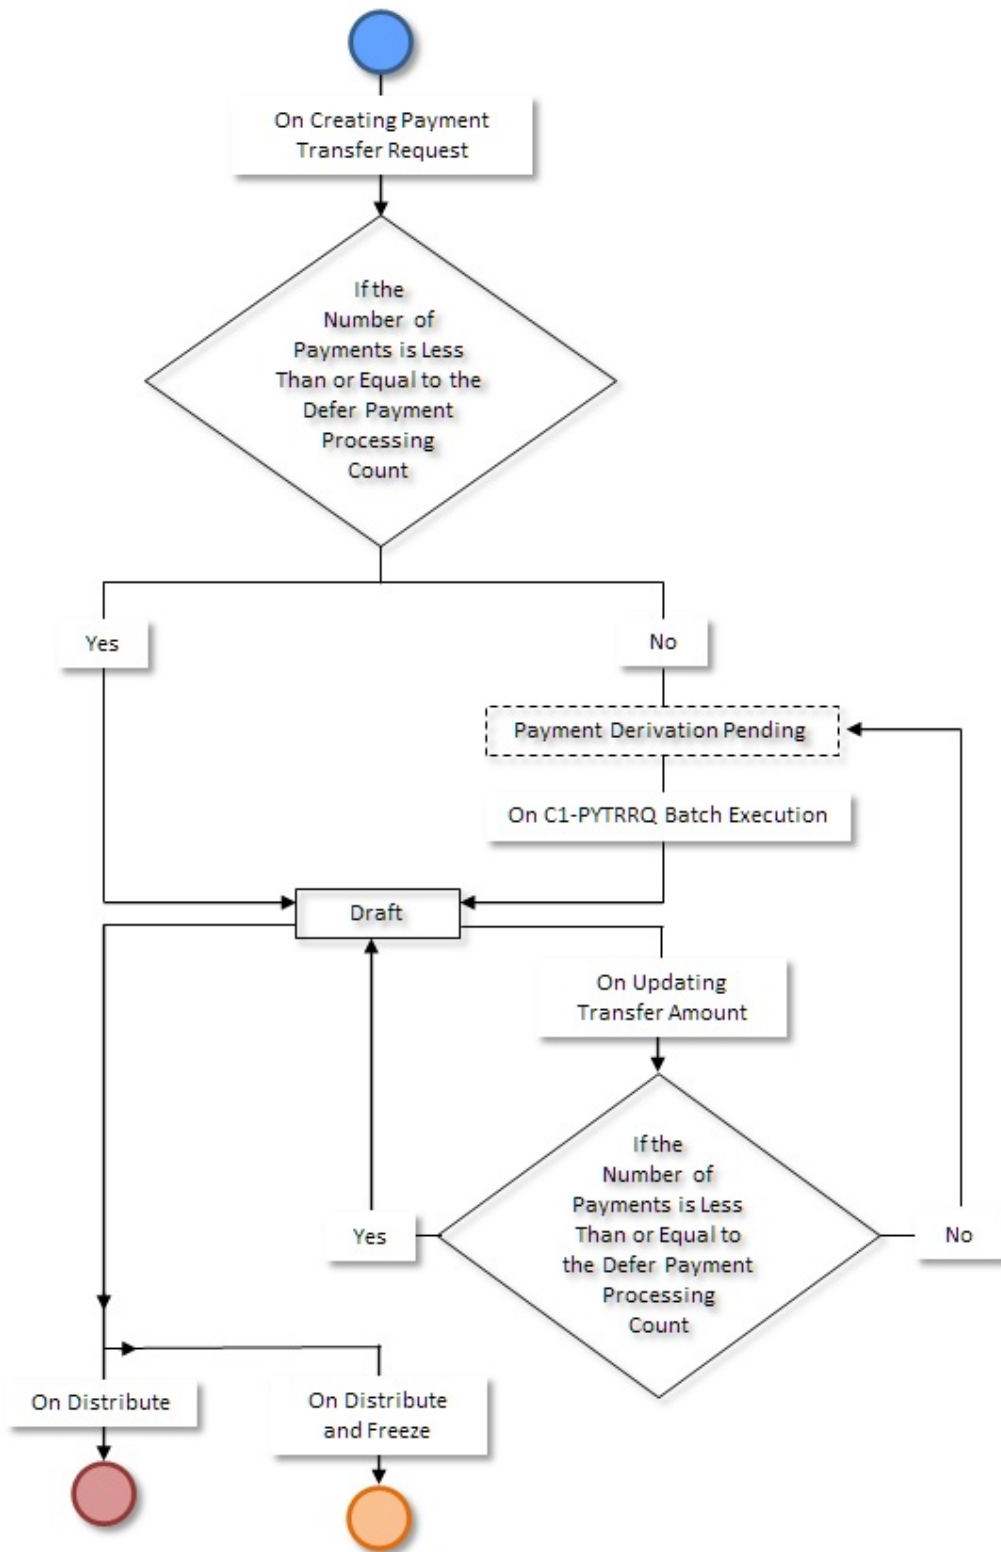 On Creating Payment
Transfer Request
If the
Number of
Payments is Less
Than or Equal to the
Defer Payment
Processing
Count
Yes
No
Payment Derivation Pending
On C1-PYTRRQ Batch Execution
Draft
On Updating
Transfer Amount
If the
Number of
Payments is Less
Than or Equal to
the Defer Payment
Processing
Count
Yes
No
On Distribute
On Distribute
and Freeze